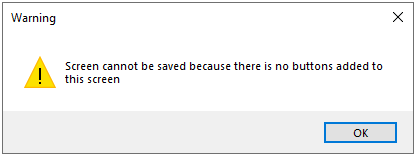 Warning
Screen cannot be saved because there is no buttons added to
this screen
OK